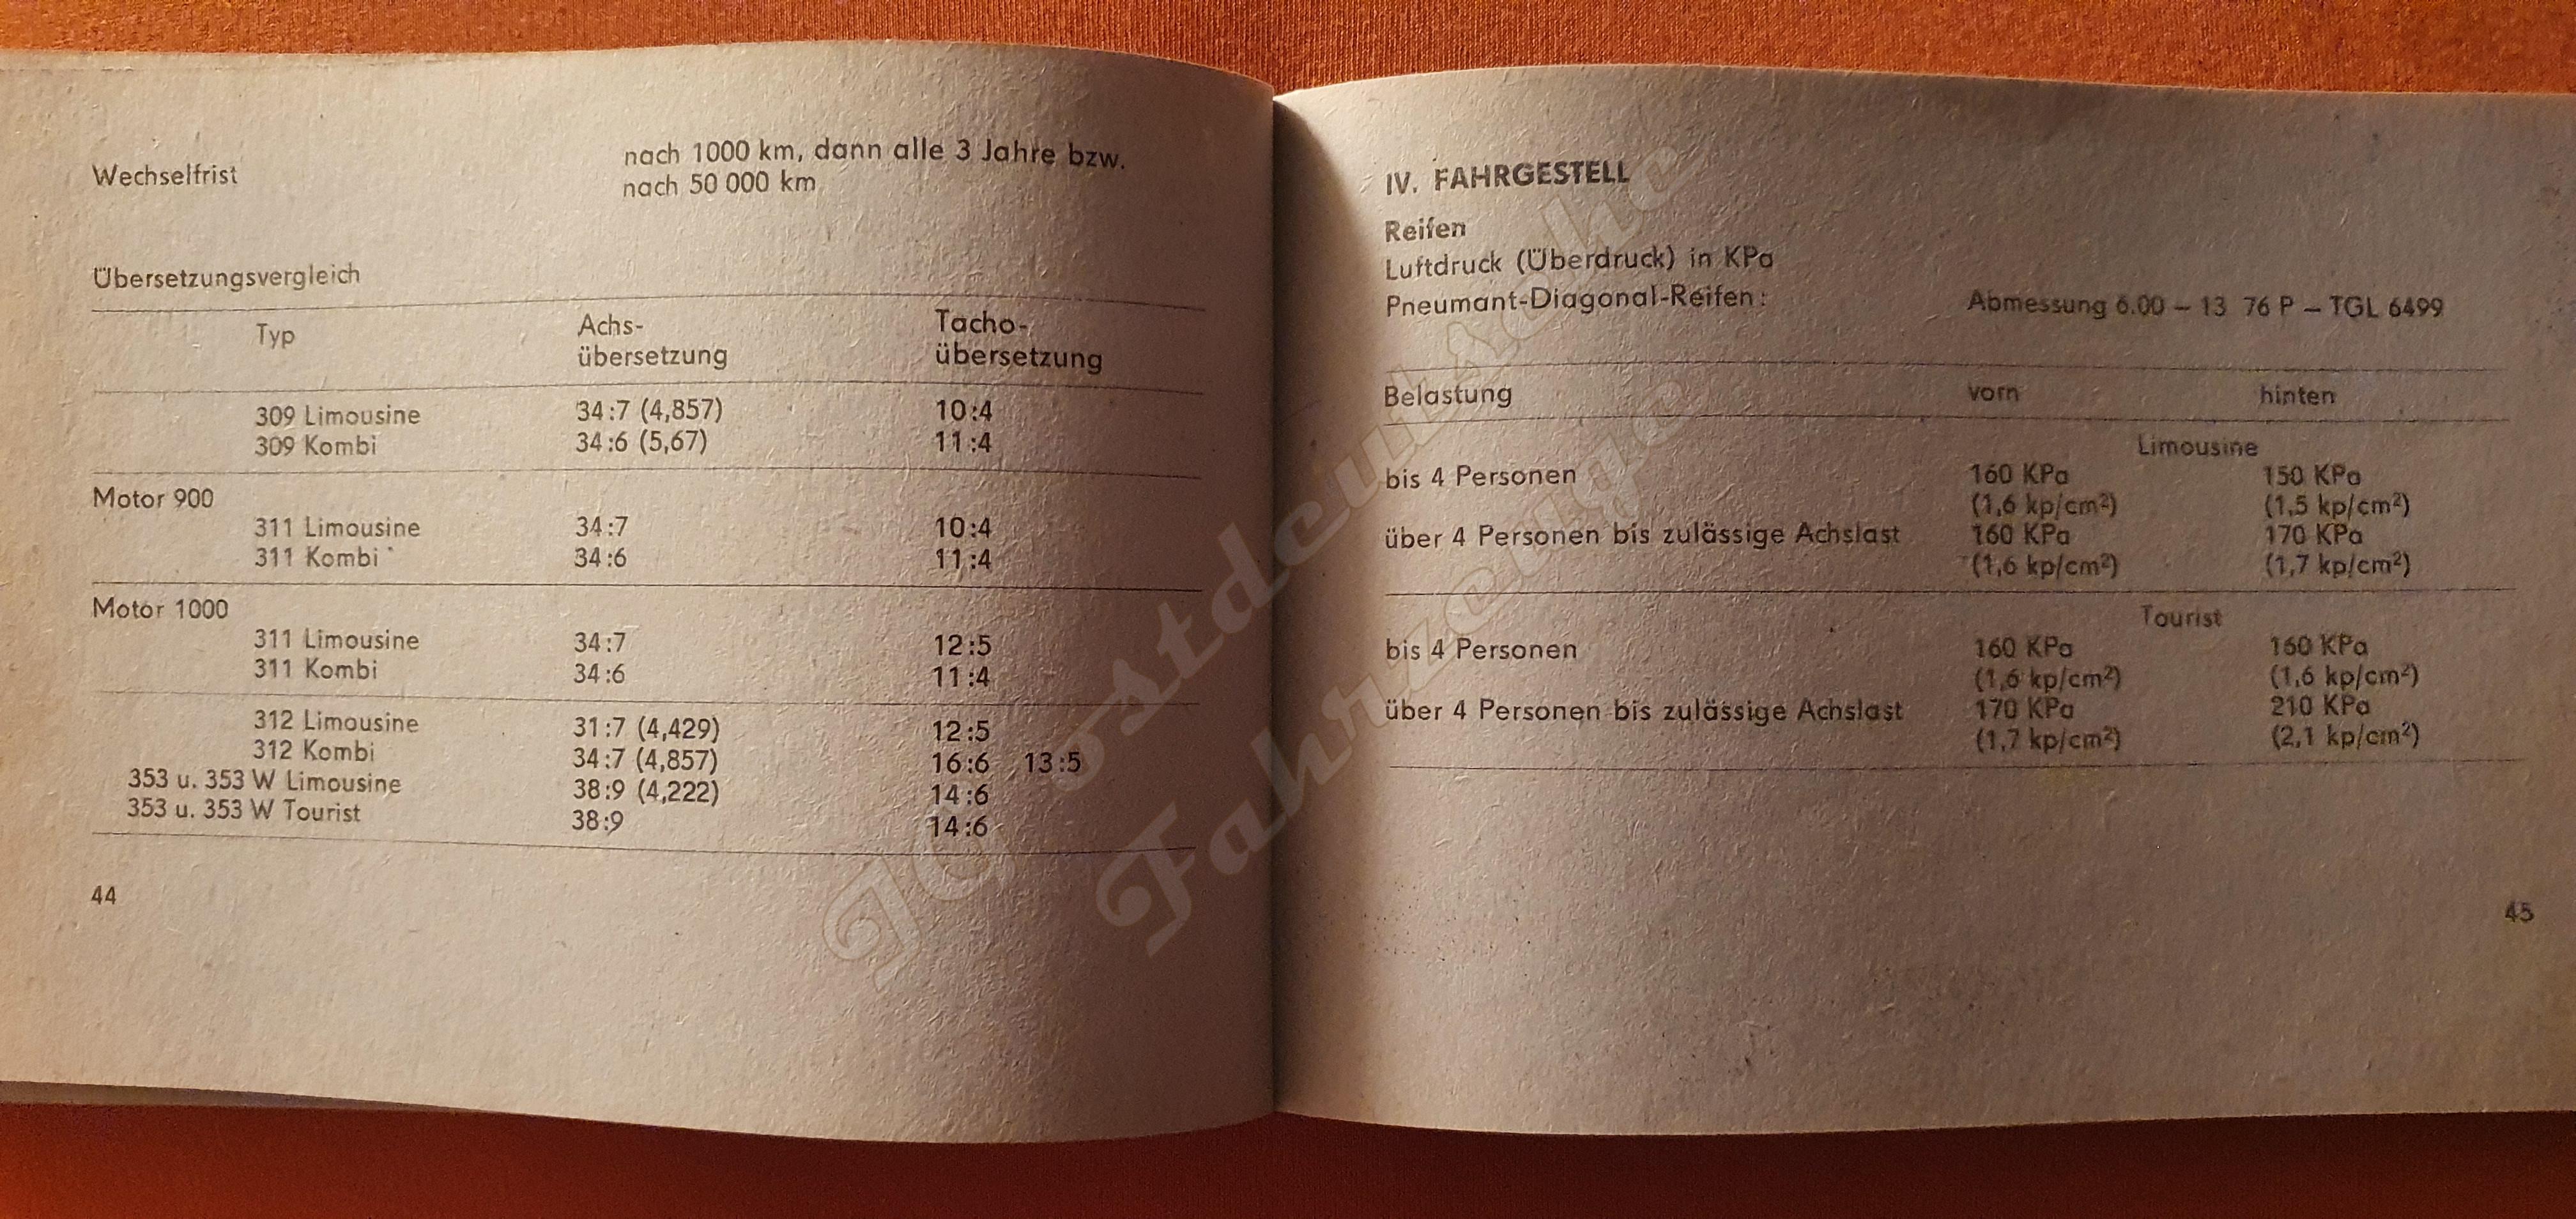 Wechselfrist nach 1000 km, dann alle 3 Jahre bzw.
nach 50 000 km
Übersetzungsvergleich
Typ Achs- Tacho-
übersetzung übersetzung
309 Limousine 34:7 (4,857) 10:4
309 Kombi 34:6 (5,67) 11:4
Motor 900
311 Limousine 34:7 10:4
311 Kombi 34:6 11:4
Motor 1000
311 Limousine 34:7 12:5
311 Kombi 34:6 11:4
312 Limousine 31:7 (4,429) 12:5
312 Kombi 34:7 (4,857) 16:6 13:5
353 u. 353 W Limousine 38:9 (4,222) 14:6
353 u. 353 W Tourist 38:9 14:6
44
IV. FAHRGESTELL
Reifen
Luftdruck (Überdruck) in KPa
Pneumant-Diagonal-Reifen: Abmessung 6.00 – 13 76 P – TGL 6499
Belastung vorn hinten
Limousine
bis 4 Personen 160 KPa 150 KPa
(1,6 kp/cm²) (1,5 kp/cm²)
über 4 Personen bis zulässige Achslast 160 KPa 170 KPa
(1,6 kp/cm²) (1,7 kp/cm²)
Tourist
bis 4 Personen 160 KPa 160 KPa
(1,6 kp/cm²) (1,6 kp/cm²)
über 4 Personen bis zulässige Achslast 170 KPa 210 KPa
(1,7 kp/cm²) (2,1 kp/cm²)
45
IG ostdeutsche
Fahrzeuge